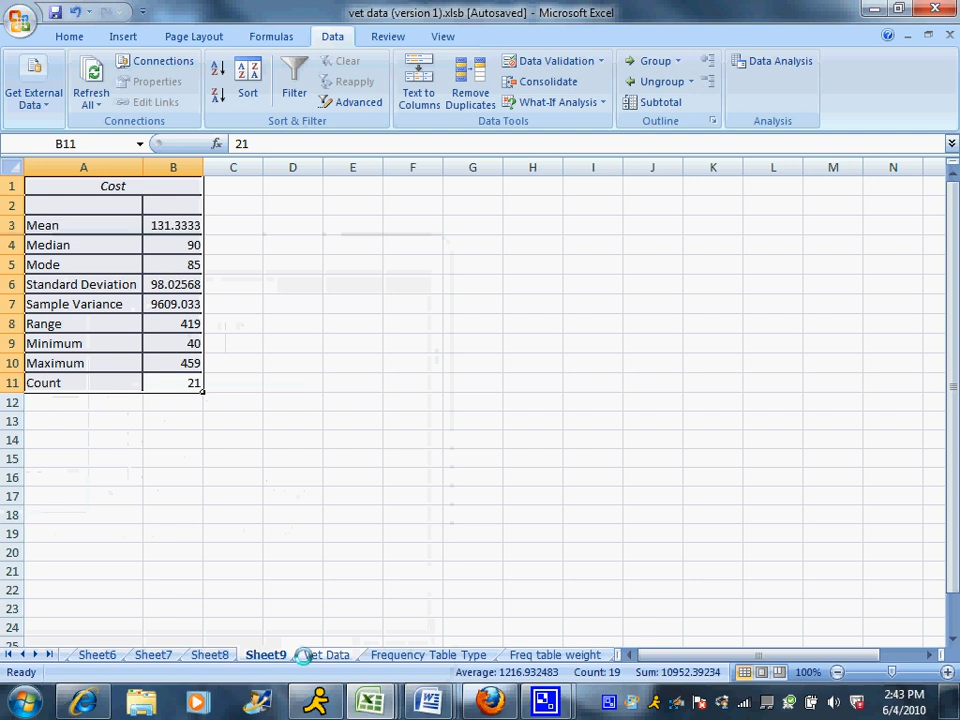 vet data (version 1).xlsb [Autosaved] - Microsoft Excel
Home Insert Page Layout Formulas Data Review View
Get External Data
Refresh All
Connections
Properties
Edit Links
Connections
Sort
Filter
Clear
Reapply
Advanced
Sort & Filter
Text to Columns
Remove Duplicates
Data Validation
Consolidate
What-If Analysis
Data Tools
Group
Ungroup
Subtotal
Outline
Data Analysis
Analysis
B11 fx 21
A B C D E F G H I J K L M N
1 Cost
2
3 Mean 131.3333
4 Median 90
5 Mode 85
6 Standard Deviation 98.02568
7 Sample Variance 9609.033
8 Range 419
9 Minimum 40
10 Maximum 459
11 Count 21
12
13
14
15
16
17
18
19
20
21
22
23
24
25
Sheet6 Sheet7 Sheet8 Sheet9 Vet Data Frequency Table Type Freq table weight
Ready Average: 1216.932483 Count: 19 Sum: 10952.39234 100%
2:43 PM
6/4/2010